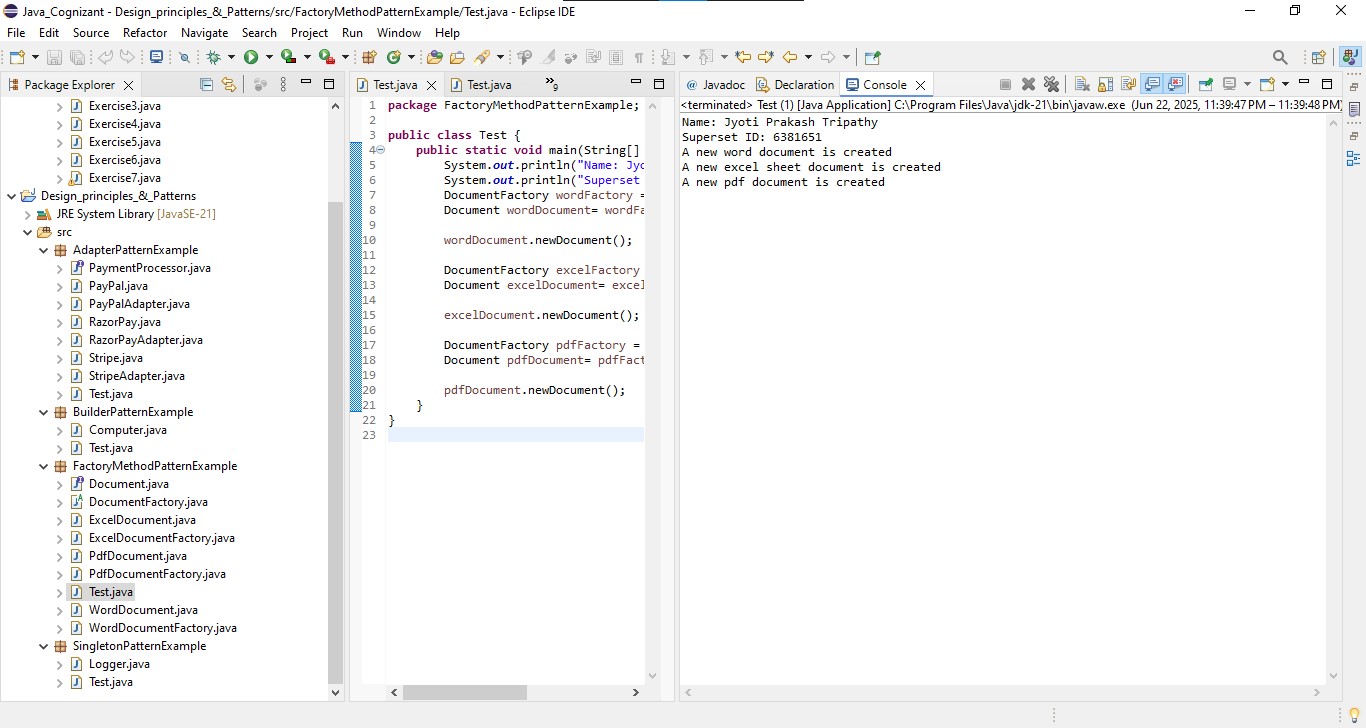 Java_Cognizant - Design_principles_&_Patterns/src/FactoryMethodPatternExample/Test.java - Eclipse IDE
File Edit Source Refactor Navigate Search Project Run Window Help
Package Explorer
Exercise3.java
Exercise4.java
Exercise5.java
Exercise6.java
Exercise7.java
Design_principles_&_Patterns
JRE System Library [JavaSE-21]
src
AdapterPatternExample
PaymentProcessor.java
PayPal.java
PayPalAdapter.java
RazorPay.java
RazorPayAdapter.java
Stripe.java
StripeAdapter.java
Test.java
BuilderPatternExample
Computer.java
Test.java
FactoryMethodPatternExample
Document.java
DocumentFactory.java
ExcelDocument.java
ExcelDocumentFactory.java
PdfDocument.java
PdfDocumentFactory.java
Test.java
WordDocument.java
WordDocumentFactory.java
SingletonPatternExample
Logger.java
Test.java
Test.java Test.java »9
1 package FactoryMethodPatternExample;
2
3 public class Test {
4 public static void main(String[]
5 System.out.println("Name: Jyo
6 System.out.println("Superset
7 DocumentFactory wordFactory =
8 Document wordDocument= wordFa
9
10 wordDocument.newDocument();
11
12 DocumentFactory excelFactory
13 Document excelDocument= excel
14
15 excelDocument.newDocument();
16
17 DocumentFactory pdfFactory =
18 Document pdfDocument= pdfFact
19
20 pdfDocument.newDocument();
21 }
22 }
23
@ Javadoc Declaration Console
<terminated> Test (1) [Java Application] C:\Program Files\Java\jdk-21\bin\javaw.exe (Jun 22, 2025, 11:39:47 PM – 11:39:48 PM)
Name: Jyoti Prakash Tripathy
Superset ID: 6381651
A new word document is created
A new excel sheet document is created
A new pdf document is created